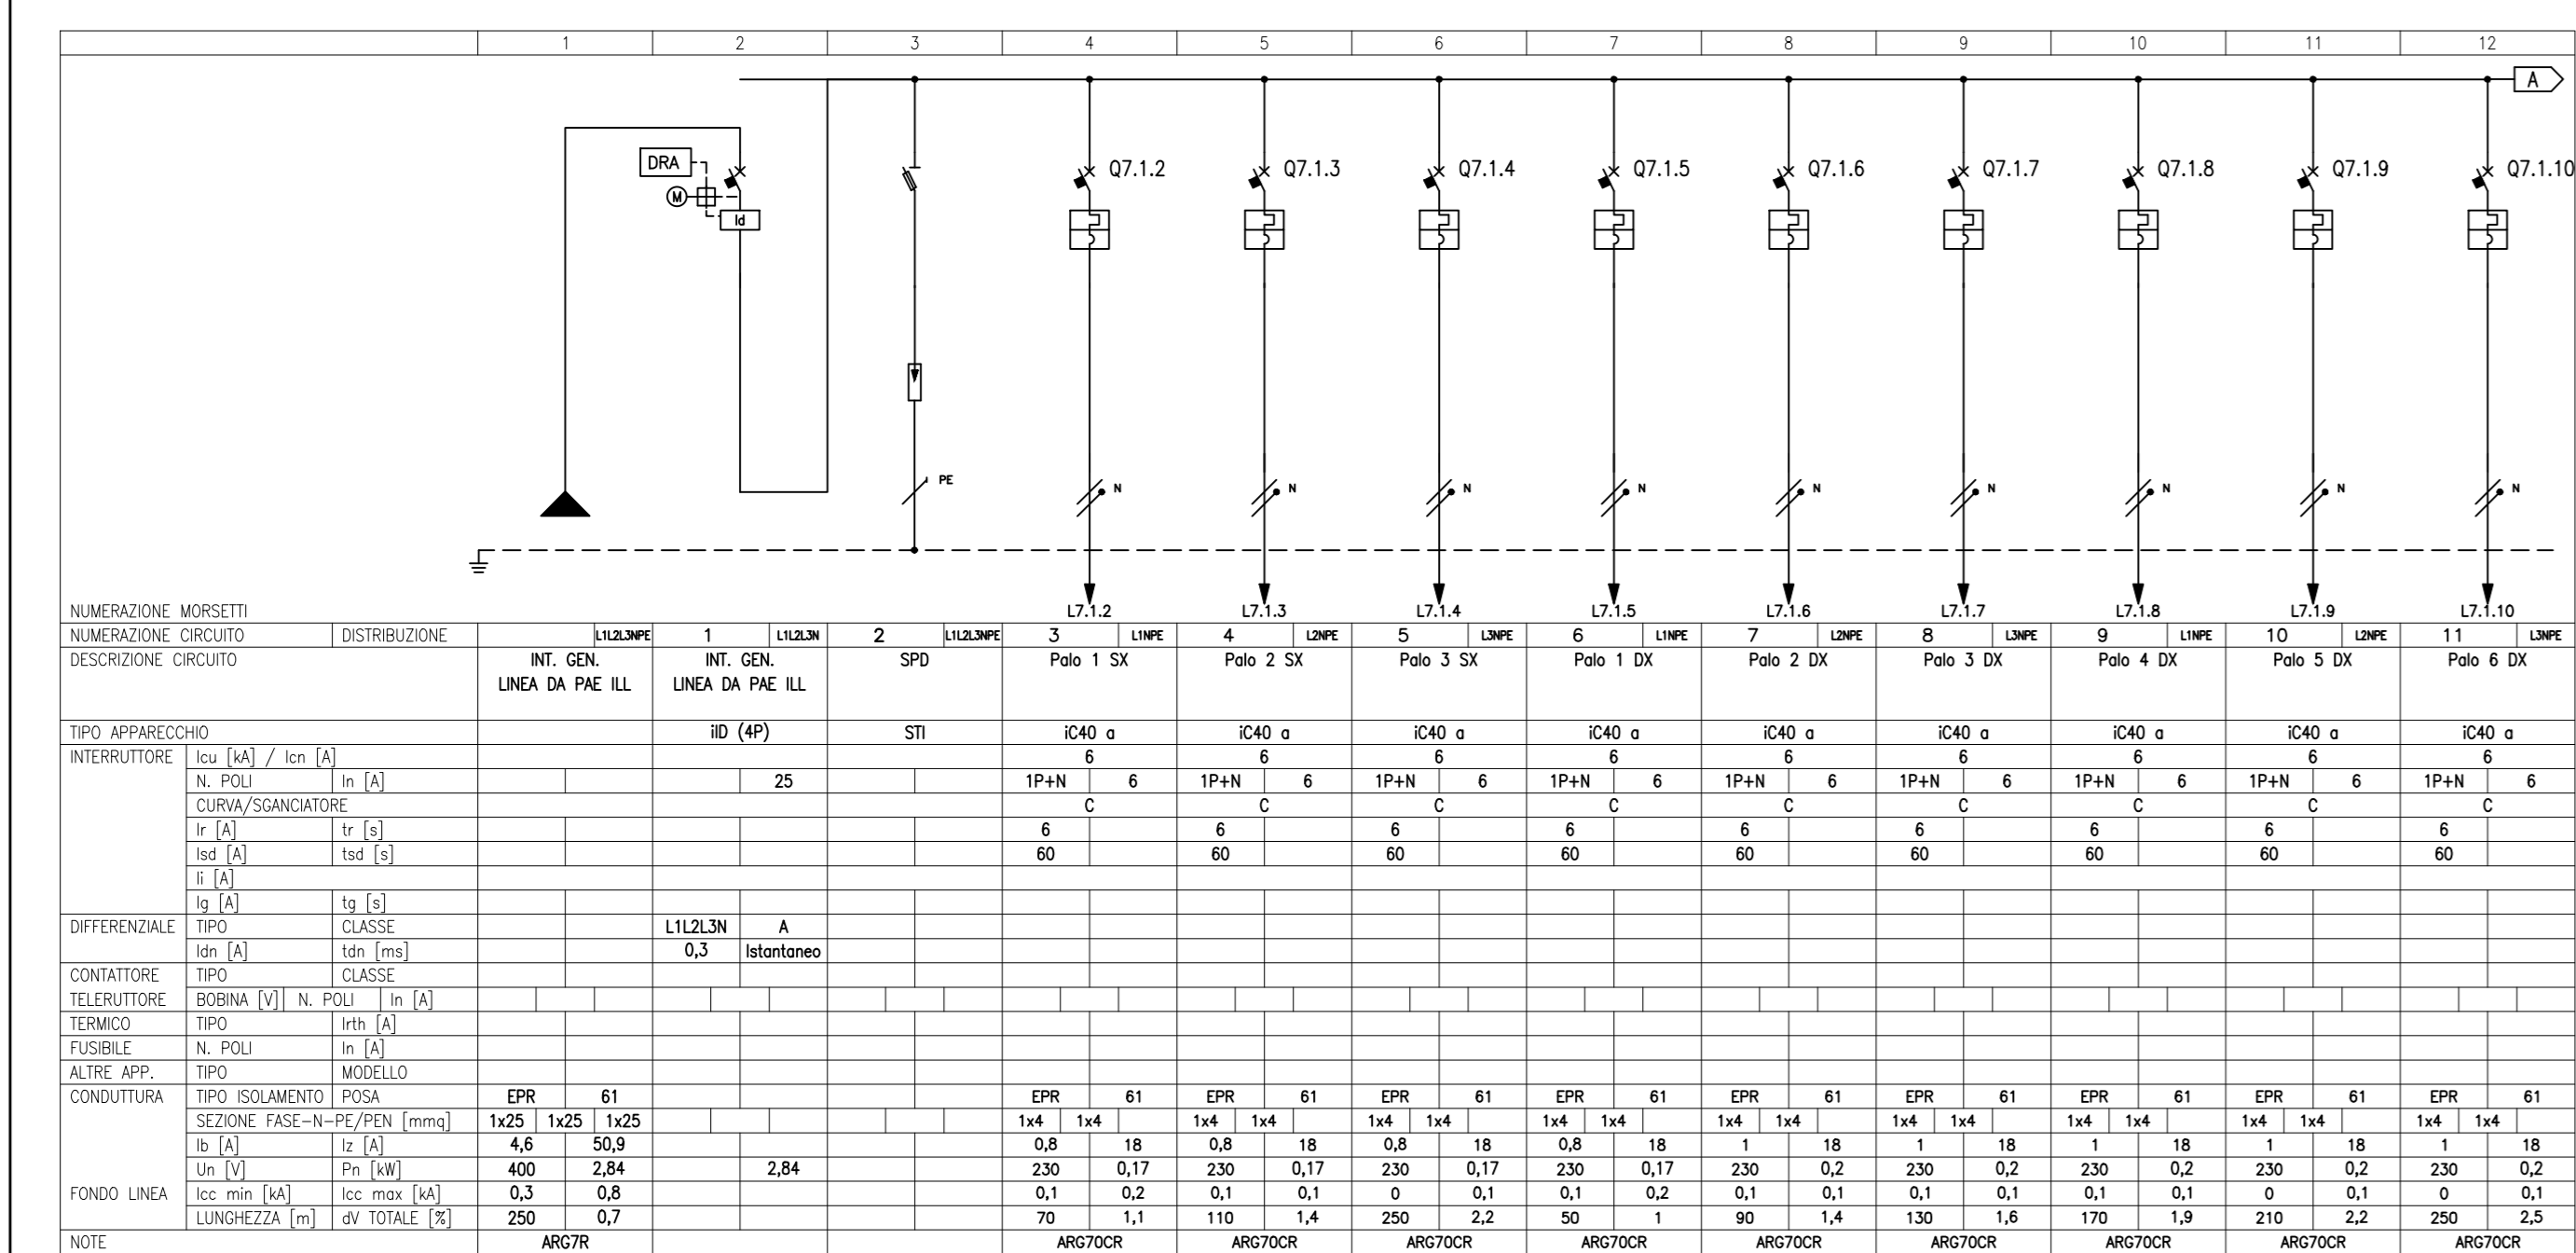 1 2 3 4 5 6 7 8 9 10 11 12
A
DRA
M
Id
Q7.1.2 Q7.1.3 Q7.1.4 Q7.1.5 Q7.1.6 Q7.1.7 Q7.1.8 Q7.1.9 Q7.1.10
PE N N N N N N N N N
NUMERAZIONE MORSETTI L7.1.2 L7.1.3 L7.1.4 L7.1.5 L7.1.6 L7.1.7 L7.1.8 L7.1.9 L7.1.10
NUMERAZIONE CIRCUITO DISTRIBUZIONE L1L2L3NPE 1 L1L2L3N 2 L1L2L3NPE 3 L1NPE 4 L2NPE 5 L3NPE 6 L1NPE 7 L2NPE 8 L3NPE 9 L1NPE 10 L2NPE 11 L3NPE
DESCRIZIONE CIRCUITO INT. GEN. INT. GEN. SPD Palo 1 SX Palo 2 SX Palo 3 SX Palo 1 DX Palo 2 DX Palo 3 DX Palo 4 DX Palo 5 DX Palo 6 DX
LINEA DA PAE ILL LINEA DA PAE ILL
TIPO APPARECCHIO iID (4P) STI iC40 a iC40 a iC40 a iC40 a iC40 a iC40 a iC40 a iC40 a iC40 a
INTERRUTTORE Icu [kA] / Icn [A] 6 6 6 6 6 6 6 6 6
N. POLI In [A] 25 1P+N 6 1P+N 6 1P+N 6 1P+N 6 1P+N 6 1P+N 6 1P+N 6 1P+N 6 1P+N 6
CURVA/SGANCIATORE C C C C C C C C C
Ir [A] tr [s] 6 6 6 6 6 6 6 6 6
Isd [A] tsd [s] 60 60 60 60 60 60 60 60 60
Ii [A]
Ig [A] tg [s]
DIFFERENZIALE TIPO CLASSE L1L2L3N A
Idn [A] tdn [ms] 0,3 Istantaneo
CONTATTORE TIPO CLASSE
TELERUTTORE BOBINA [V] N. POLI In [A]
TERMICO TIPO Irth [A]
FUSIBILE N. POLI In [A]
ALTRE APP. TIPO MODELLO
CONDUTTURA TIPO ISOLAMENTO POSA EPR 61 EPR 61 EPR 61 EPR 61 EPR 61 EPR 61 EPR 61 EPR 61 EPR 61 EPR 61
SEZIONE FASE-N-PE/PEN [mmq] 1x25 1x25 1x25 1x4 1x4 1x4 1x4 1x4 1x4 1x4 1x4 1x4 1x4 1x4 1x4 1x4 1x4 1x4 1x4 1x4 1x4
Ib [A] Iz [A] 4,6 50,9 0,8 18 0,8 18 0,8 18 0,8 18 1 18 1 18 1 18 1 18 1 18
Un [V] Pn [kW] 400 2,84 2,84 230 0,17 230 0,17 230 0,17 230 0,17 230 0,2 230 0,2 230 0,2 230 0,2 230 0,2
FONDO LINEA Icc min [kA] Icc max [kA] 0,3 0,8 0,1 0,2 0,1 0,1 0 0,1 0,1 0,2 0,1 0,1 0,1 0,1 0,1 0,1 0 0,1 0 0,1
LUNGHEZZA [m] dV TOTALE [%] 250 0,7 70 1,1 110 1,4 250 2,2 50 1 90 1,4 130 1,6 170 1,9 210 2,2 250 2,5
NOTE ARG7R ARG7OCR ARG7OCR ARG7OCR ARG7OCR ARG7OCR ARG7OCR ARG7OCR ARG7OCR ARG7OCR